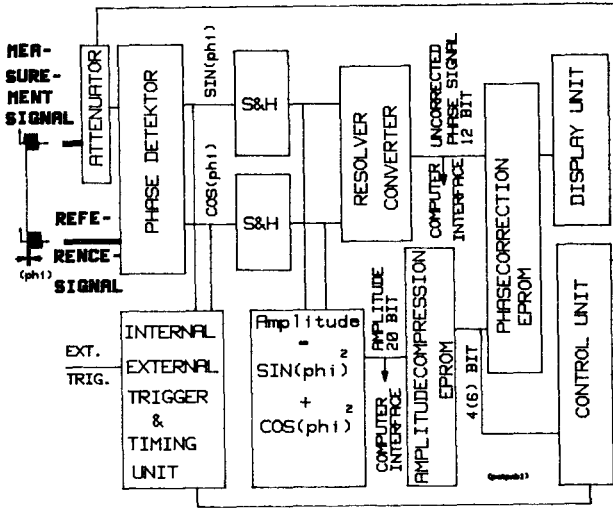 MEA-
SURE-
MENT
SIGNAL
(phi)
REFE-
RENCE-
SIGNAL
ATTENUATOR
PHASE DETEKTOR
SIN(phi)
COS(phi)
S&H
S&H
RESOLVER
CONVERTER
UNCORRECTED
PHASE SIGNAL
12 BIT
COMPUTER
INTERFACE
PHASECORRECTION
EPROM
DISPLAY UNIT
CONTROL UNIT
EXT.
TRIG.
INTERNAL
EXTERNAL
TRIGGER
&
TIMING
UNIT
Amplitude
=
SIN(phi)²
+
COS(phi)²
AMPLITUDE
20 BIT
COMPUTER
INTERFACE
AMPLITUDECOMPRESSION
EPROM
4(6) BIT